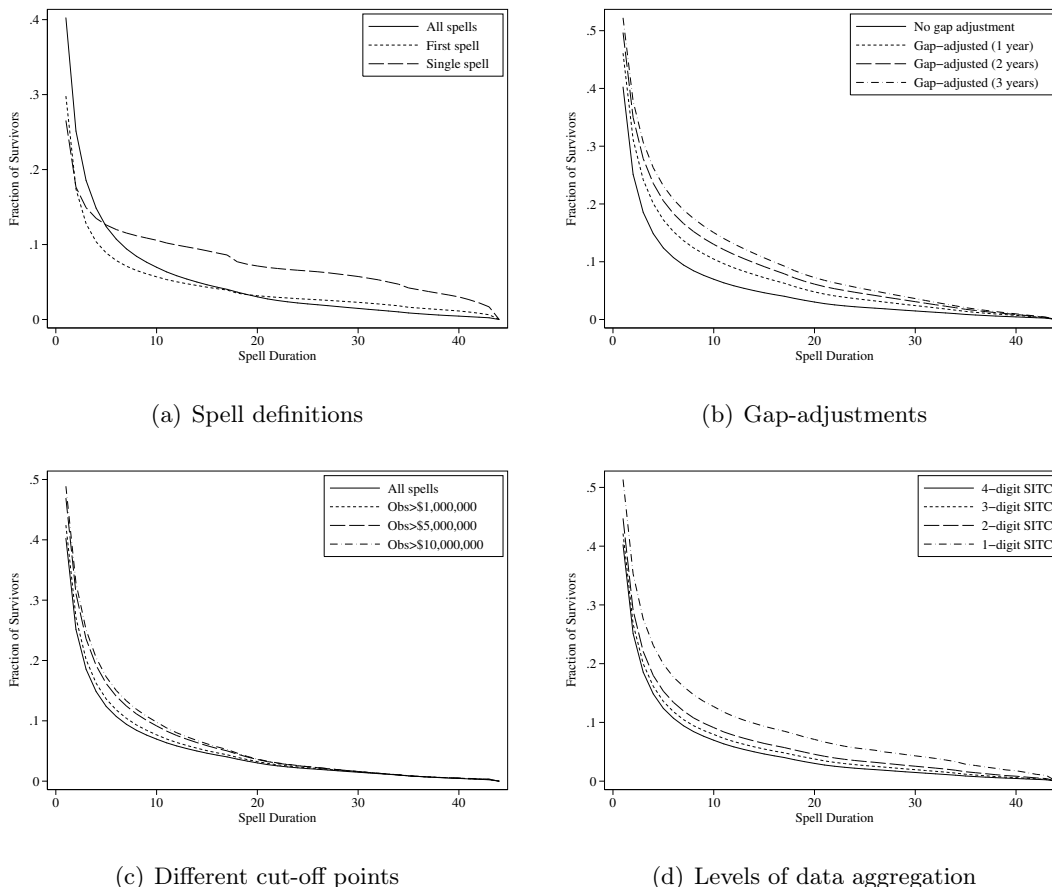 .4
.3
.2
.1
0
Fraction of Survivors
0 10 20 30 40
Spell Duration
All spells
First spell
Single spell
(a) Spell definitions
.5
.4
.3
.2
.1
0
Fraction of Survivors
0 10 20 30 40
Spell Duration
No gap adjustment
Gap−adjusted (1 year)
Gap−adjusted (2 years)
Gap−adjusted (3 years)
(b) Gap-adjustments
.5
.4
.3
.2
.1
0
Fraction of Survivors
0 10 20 30 40
Spell Duration
All spells
Obs>$1,000,000
Obs>$5,000,000
Obs>$10,000,000
(c) Different cut-off points
.5
.4
.3
.2
.1
0
Fraction of Survivors
0 10 20 30 40
Spell Duration
4−digit SITC
3−digit SITC
2−digit SITC
1−digit SITC
(d) Levels of data aggregation